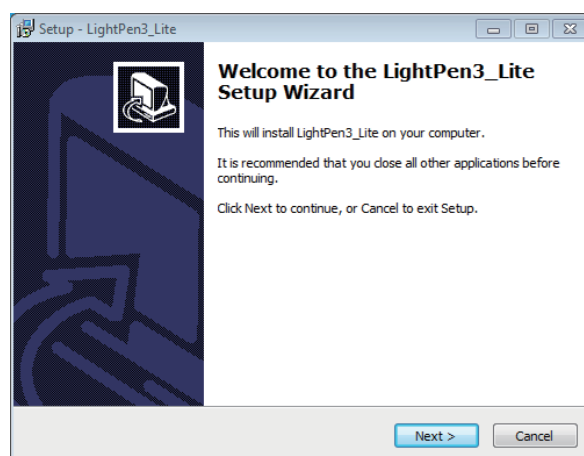 Setup - LightPen3_Lite
Welcome to the LightPen3_Lite
Setup Wizard
This will install LightPen3_Lite on your computer.
It is recommended that you close all other applications before
continuing.
Click Next to continue, or Cancel to exit Setup.
Next >
Cancel